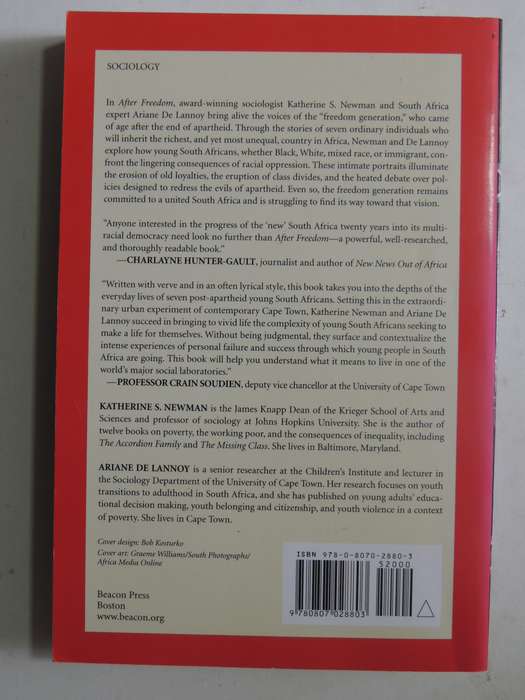 SOCIOLOGY
In After Freedom, award-winning sociologist Katherine S. Newman and South Africa
expert Ariane De Lannoy bring alive the voices of the “freedom generation,” who came
of age after the end of apartheid. Through the stories of seven ordinary individuals who
will inherit the richest, and yet most unequal, country in Africa, Newman and De Lannoy
explore how young South Africans, whether Black, White, mixed race, or immigrant, con-
front the lingering consequences of racial oppression. These intimate portraits illuminate
the erosion of old loyalties, the eruption of class divides, and the heated debate over pol-
icies designed to redress the evils of apartheid. Even so, the freedom generation remains
committed to a united South Africa and is struggling to find its way toward that vision.
“Anyone interested in the progress of the ‘new’ South Africa twenty years into its multi-
racial democracy need look no further than After Freedom—a powerful, well-researched,
and thoroughly readable book.”
—CHARLAYNE HUNTER-GAULT, journalist and author of New News Out of Africa
“Written with verve and in an often lyrical style, this book takes you into the depths of the
everyday lives of seven post-apartheid young South Africans. Setting this in the extraordi-
nary urban experiment of contemporary Cape Town, Katherine Newman and Ariane De
Lannoy succeed in bringing to vivid life the complexity of young South Africans seeking to
make a life for themselves. Without being judgmental, they surface and contextualize the
intense experiences of personal failure and success through which young people in South
Africa are going. This book will help you understand what it means to live in one of the
world’s major social laboratories.”
—PROFESSOR CRAIN SOUDIEN, deputy vice chancellor at the University of Cape Town
KATHERINE S. NEWMAN is the James Knapp Dean of the Krieger School of Arts and
Sciences and professor of sociology at Johns Hopkins University. She is the author of
twelve books on poverty, the working poor, and the consequences of inequality, including
The Accordion Family and The Missing Class. She lives in Baltimore, Maryland.
ARIANE DE LANNOY is a senior researcher at the Children’s Institute and lecturer in
the Sociology Department of the University of Cape Town. Her research focuses on youth
transitions to adulthood in South Africa, and she has published on young adults’ educa-
tional decision making, youth belonging and citizenship, and youth violence in a context
of poverty. She lives in Cape Town.
Cover design: Bob Kosturko
Cover art: Graeme Williams/South Photographs/
Africa Media Online
Beacon Press
Boston
www.beacon.org
ISBN 978-0-8070-2880-3
52000
9 780807 028803